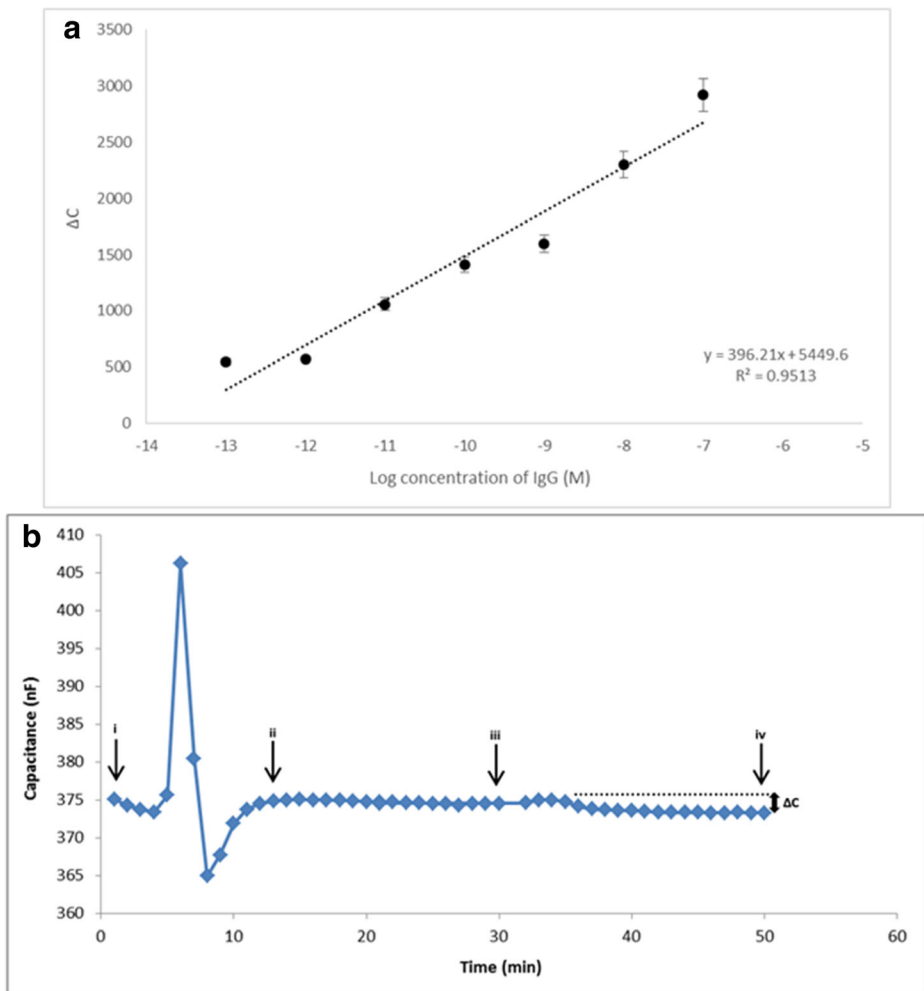 a
3500
3000
2500
2000
1500
1000
500
0
ΔC
y = 396.21x + 5449.6
R² = 0.9513
-14 -13 -12 -11 -10 -9 -8 -7 -6 -5
Log concentration of IgG (M)
b
410
405
400
395
390
385
380
375
370
365
360
Capacitance (nF)
i
ii
iii
iv
ΔC
0 10 20 30 40 50 60
Time (min)